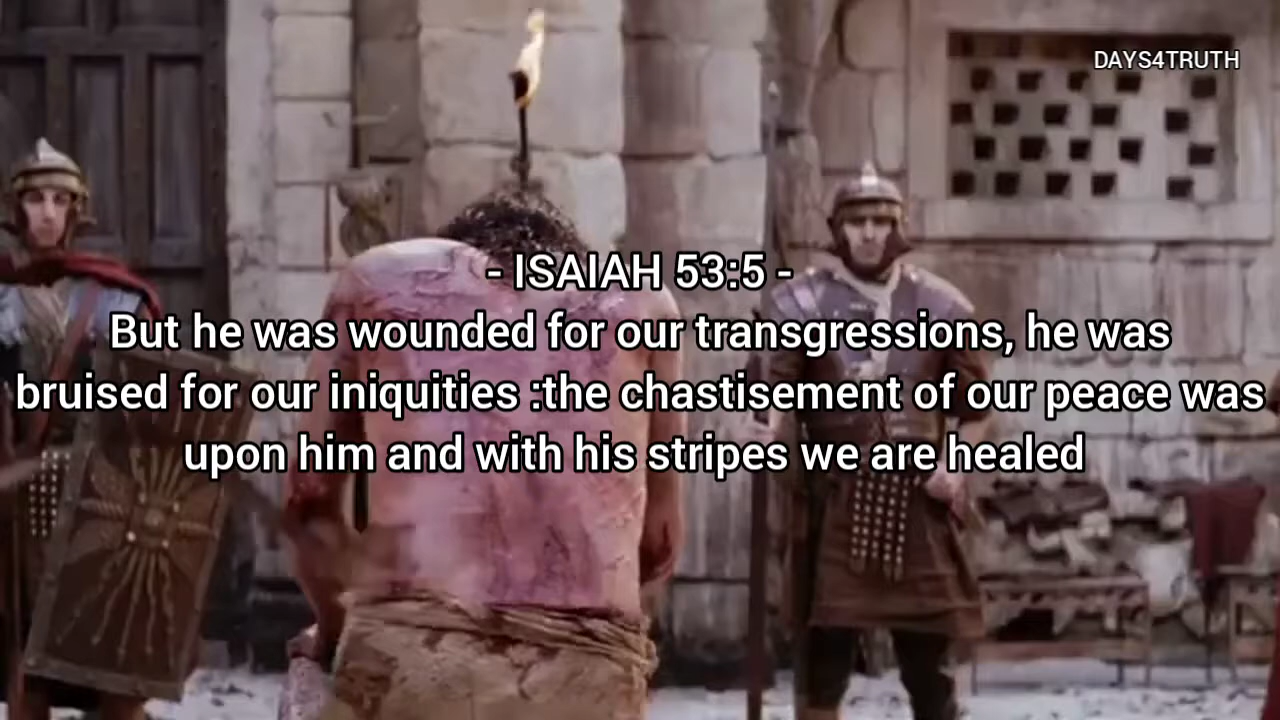 DAYS4TRUTH
- ISAIAH 53:5 -
But he was wounded for our transgressions, he was
bruised for our iniquities :the chastisement of our peace was
upon him and with his stripes we are healed